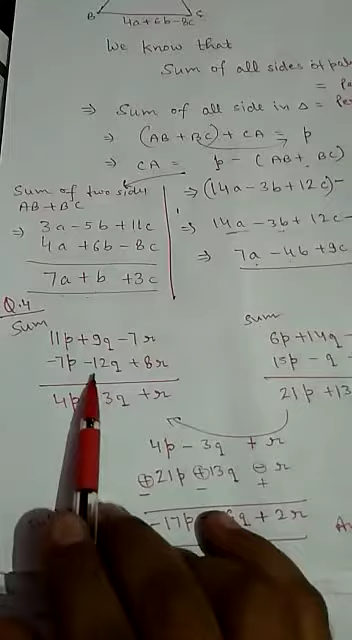 B C
4a+6b-8c
We know that
Sum of all sides of
⇒ Sum of all side in Δ =
⇒ (AB+BC)+CA = p
⇒ CA = p-(AB+BC)
Sum of two side
AB+BC
⇒ 3a-5b+11c
4a+6b-8c
7a+b+3c
⇒ (14a-3b+12c)-
⇒ 14a-3b+12c-
⇒ 7a-4b+9c
Q.4
Sum
11p+9q-7r
-7p-12q+8r
4p 3q+r
Sum
6p+14q-
15p-q-
21p+13
4p-3q+r
⊕21p⊕13q⊖r
- - +
-17p q+2r